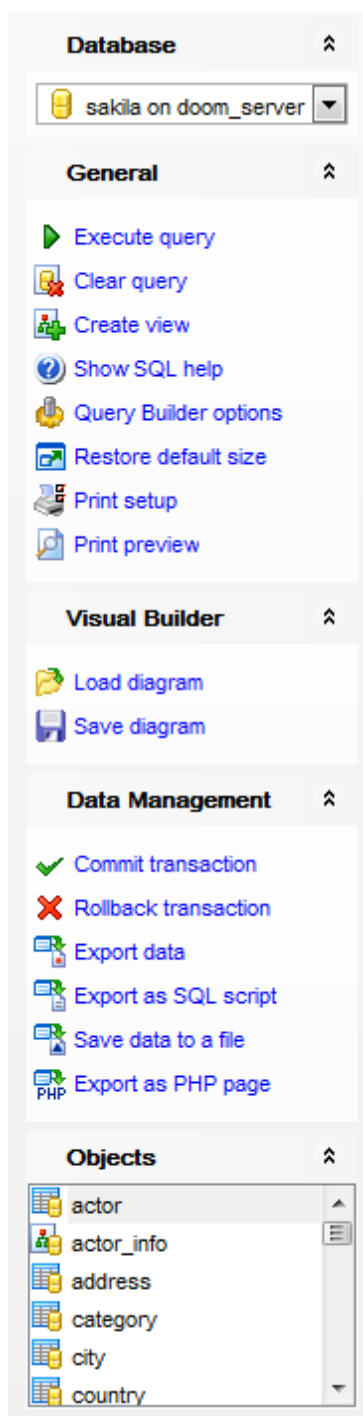 Database
sakila on doom_server
General
Execute query
Clear query
Create view
Show SQL help
Query Builder options
Restore default size
Print setup
Print preview
Visual Builder
Load diagram
Save diagram
Data Management
Commit transaction
Rollback transaction
Export data
Export as SQL script
Save data to a file
PHP Export as PHP page
Objects
actor
actor_info
address
category
city
country